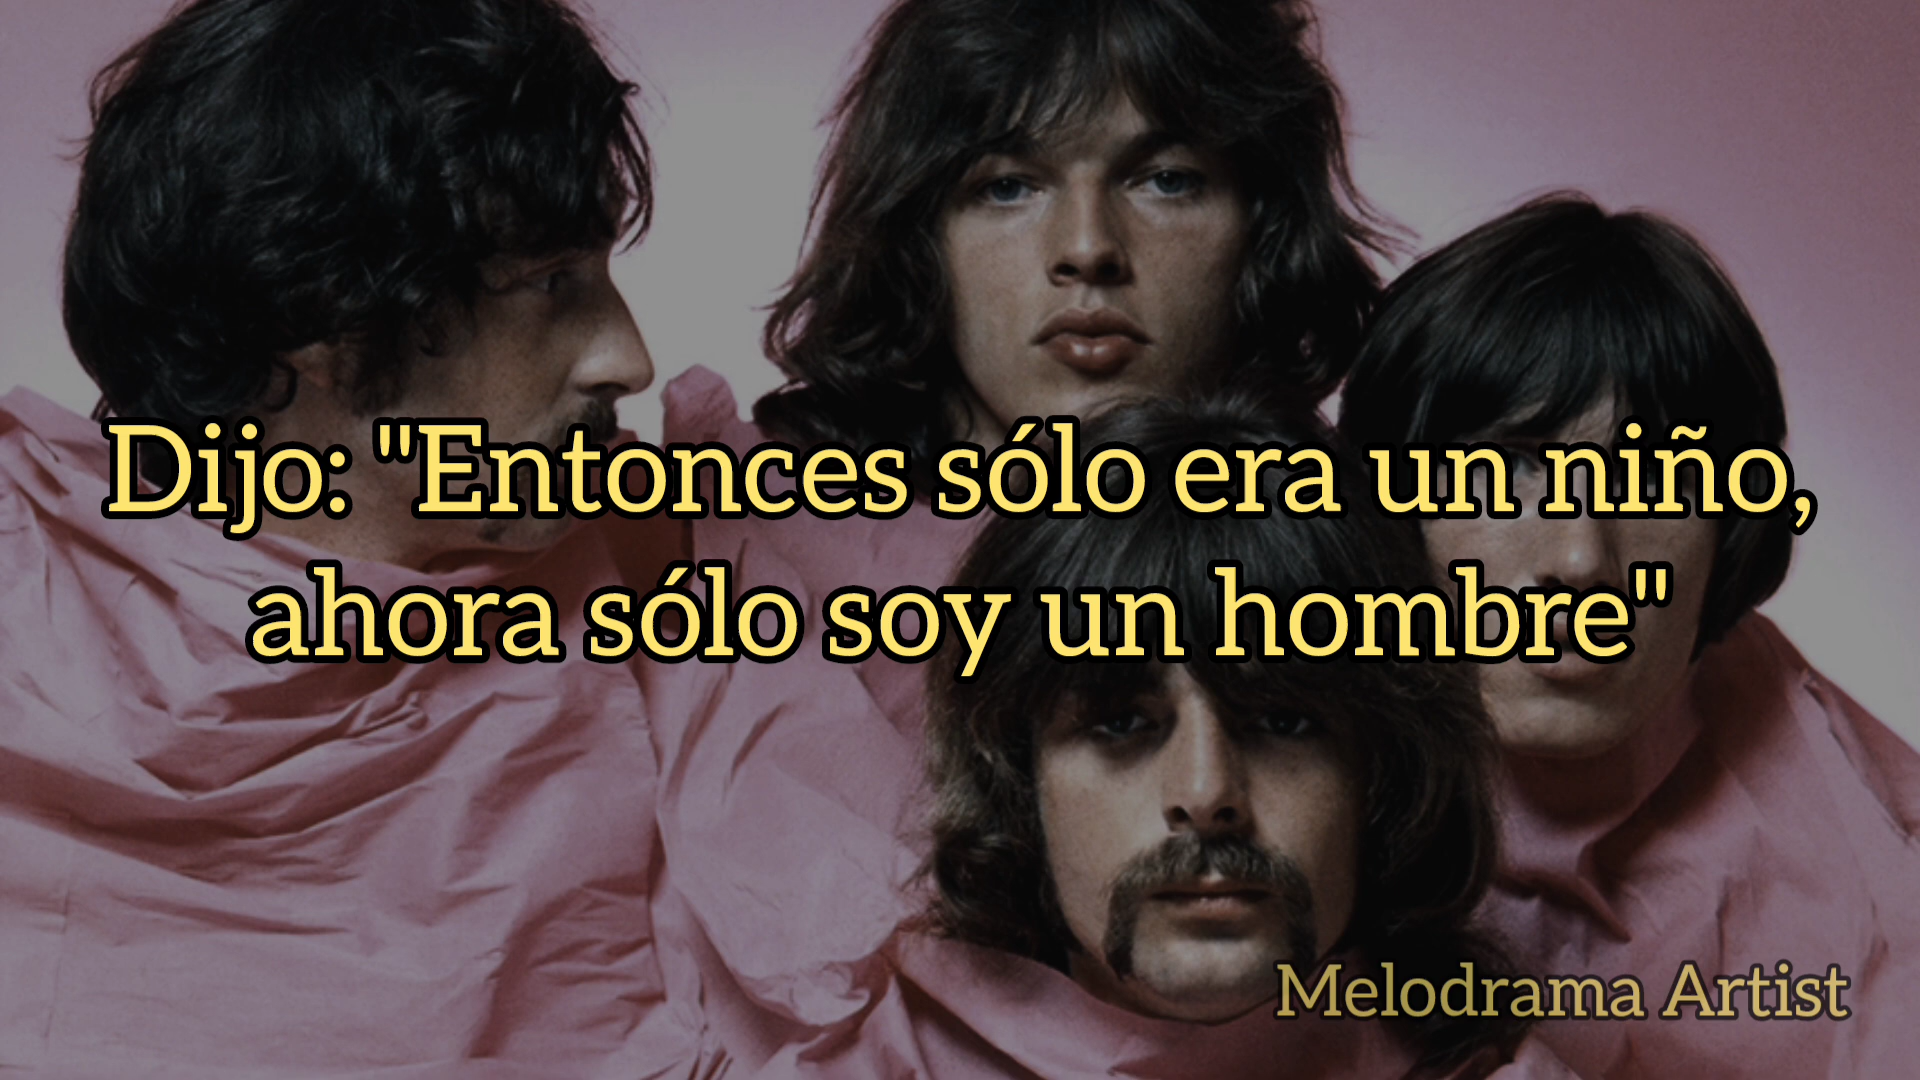 Dijo: "Entonces sólo era un niño,
ahora sólo soy un hombre"
Melodrama Artist